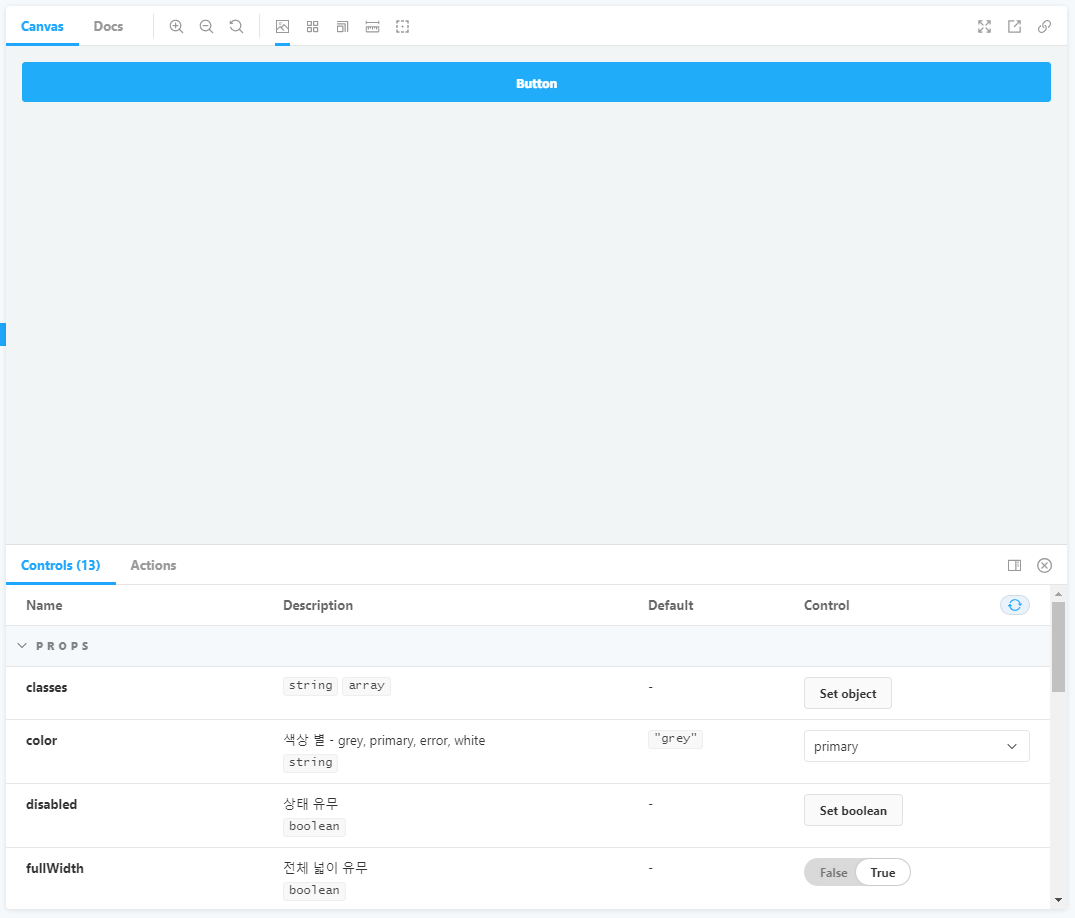 Canvas Docs
Button
Controls (13) Actions
Name Description Default Control
PROPS
classes string array - Set object
color 색상 별 - grey, primary, error, white "grey" primary
string
disabled 상태 유무 - Set boolean
boolean
fullWidth 전체 넓이 유무 - False True
boolean